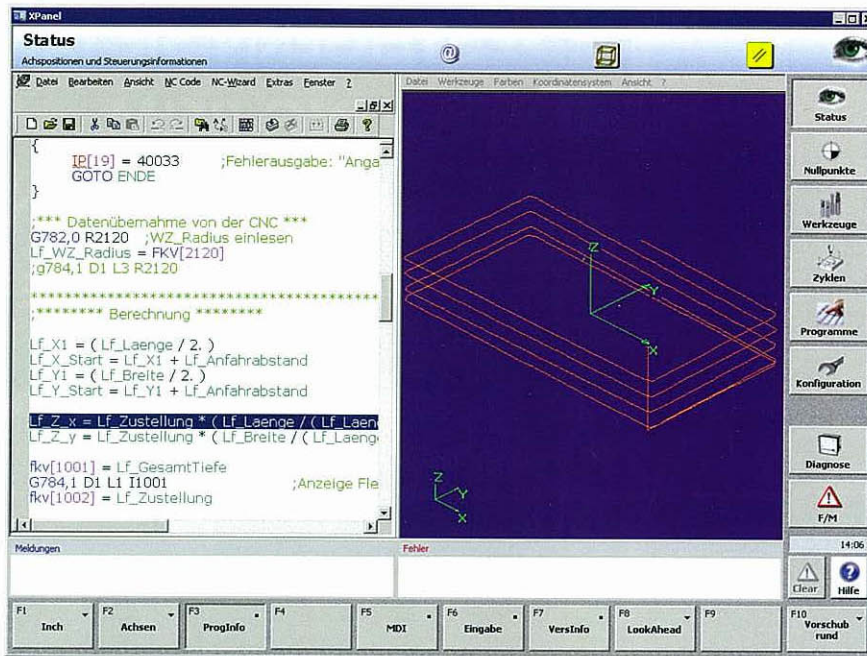 XPanel
Status
Achspositionen und Steuerungsinformationen
Datei Bearbeiten Ansicht NC Code NC-Wizard Extras Fenster ?
{
IP[19] = 40033 ;Fehlerausgabe: "Anga
GOTO ENDE
}
;*** Datenübernahme von der CNC ***
G782,0 R2120 ;WZ_Radius einlesen
Lf_WZ_Radius = FKV[2120]
;g784,1 D1 L3 R2120
******************************************
;******** Berechnung ********
Lf_X1 = ( Lf_Laenge / 2. )
Lf_X_Start = Lf_X1 + Lf_Anfahrabstand
Lf_Y1 = ( Lf_Breite / 2. )
Lf_Y_Start = Lf_Y1 + Lf_Anfahrabstand
Lf_Z_x = Lf_Zustellung * ( Lf_Laenge / ( Lf_Laen
Lf_Z_y = Lf_Zustellung * ( Lf_Breite / ( Lf_Laeng
fkv[1001] = Lf_GesamtTiefe
G784,1 D1 L1 I1001 ;Anzeige Fle
fkv[1002] = Lf_Zustellung
Datei Werkzeuge Farben Koordinatensystem Ansicht ?
Z
Y
X
Z
Y
X
Status
Nullpunkte
Werkzeuge
Zyklen
Programme
Konfiguration
Diagnose
F/M
14:06
Clear
Hilfe
Meldungen
Fehler
F1 Inch
F2 Achsen
F3 ProgInfo
F4
F5 MDI
F6 Eingabe
F7 VersInfo
F8 LookAhead
F9
F10 Vorschub
rund